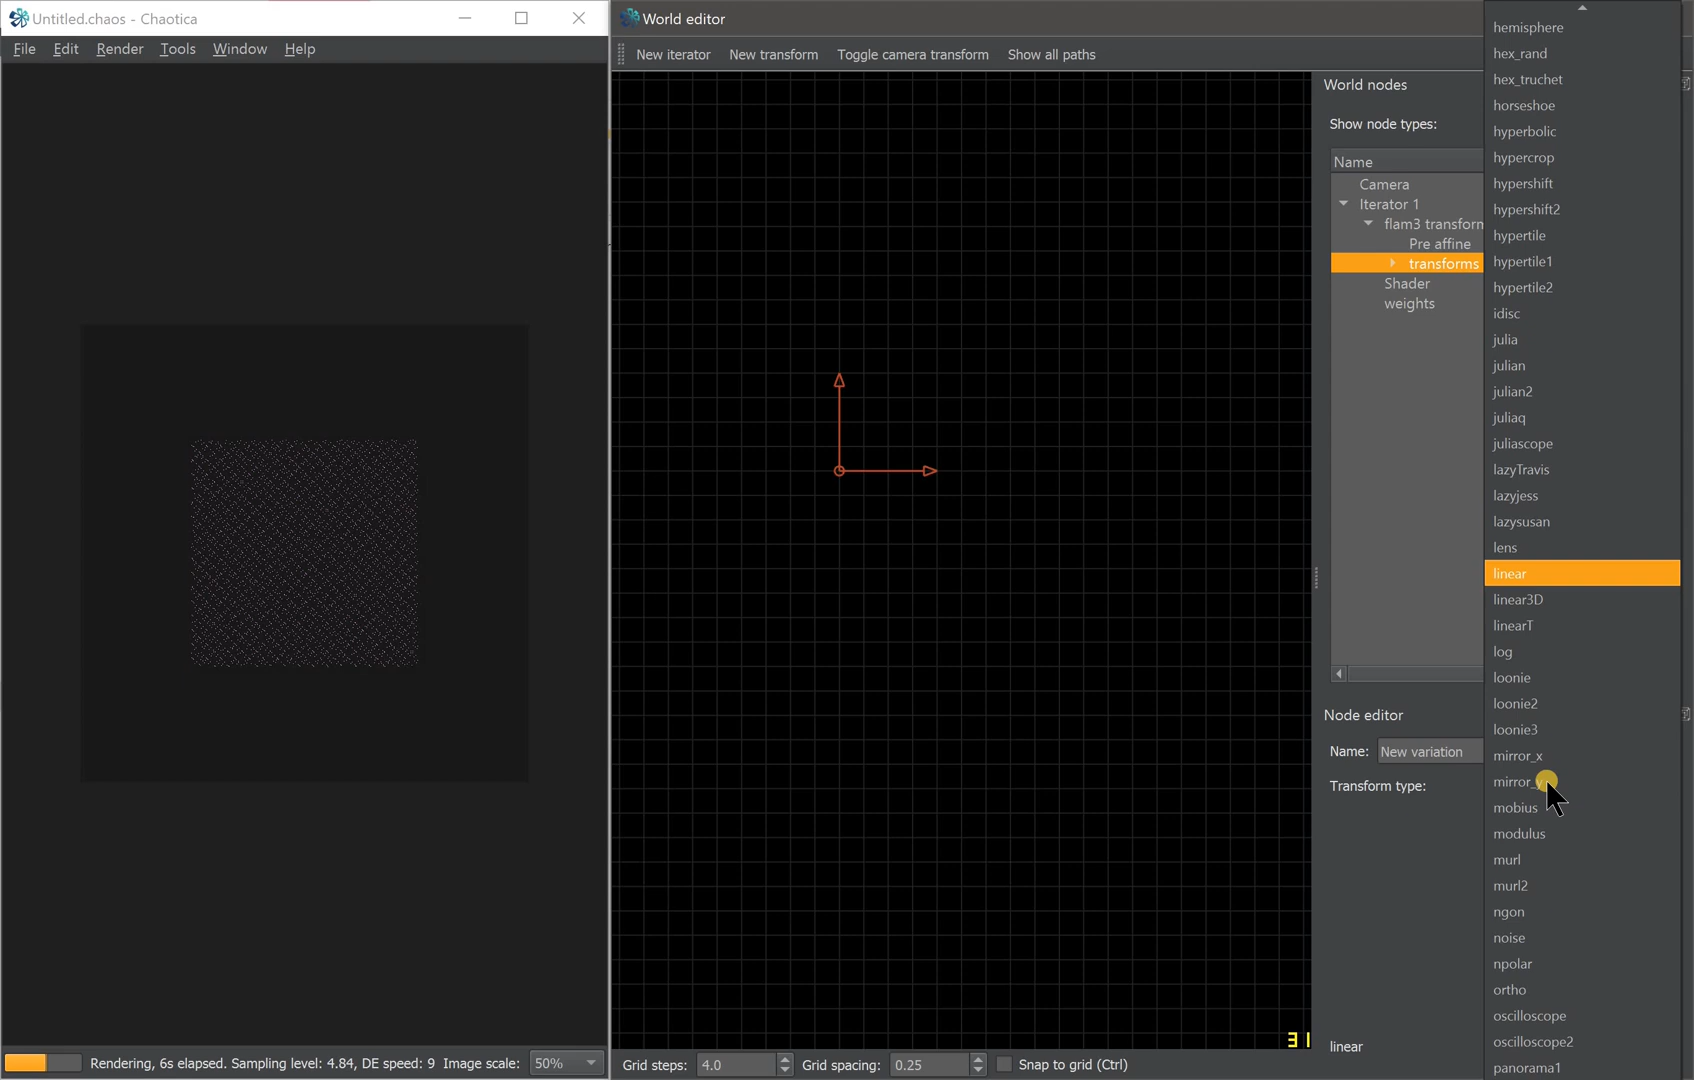 Untitled.chaos - Chaotica
File Edit Render Tools Window Help
Rendering, 6s elapsed. Sampling level: 4.84, DE speed: 9 Image scale: 50%
World editor
New iterator New transform Toggle camera transform Show all paths
Grid steps: 4.0 Grid spacing: 0.25 Snap to grid (Ctrl)
World nodes
Show node types:
Name
Camera
Iterator 1
flam3 transform
Pre affine
transforms
Shader
weights
Node editor
Name: New variation
Transform type:
linear
hemisphere
hex_rand
hex_truchet
horseshoe
hyperbolic
hypercrop
hypershift
hypershift2
hypertile
hypertile1
hypertile2
idisc
julia
julian
julian2
juliaq
juliascope
lazyTravis
lazyjess
lazysusan
lens
linear
linear3D
linearT
log
loonie
loonie2
loonie3
mirror_x
mirror_y
mobius
modulus
murl
murl2
ngon
noise
npolar
ortho
oscilloscope
oscilloscope2
panorama1